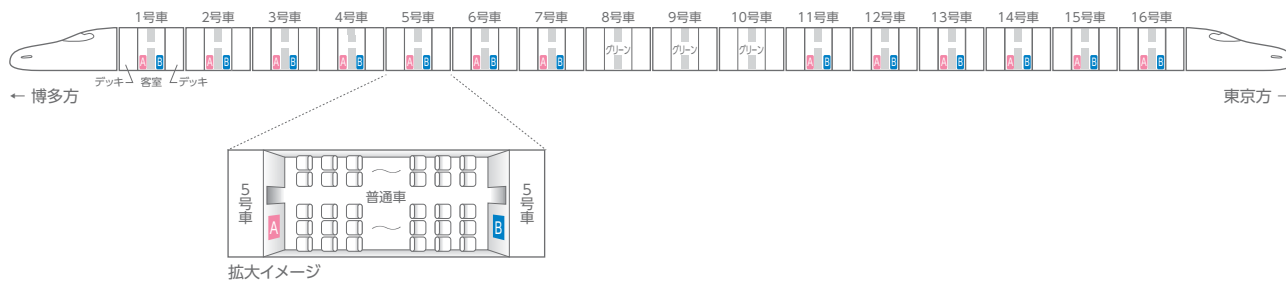 1号車 2号車 3号車 4号車 5号車 6号車 7号車 8号車 9号車 10号車 11号車 12号車 13号車 14号車 15号車 16号車
グリーン グリーン グリーン
A B A B A B A B A B A B A B A B A B A B A B A B A B
デッキ 客室 デッキ
← 博多方
東京方
5号車
A
普通車
B
5号車
拡大イメージ